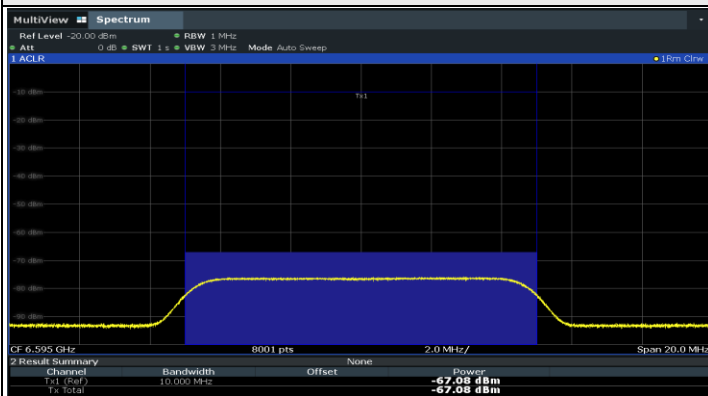 MultiView Spectrum
Ref Level -20.00 dBm RBW 1 MHz
Att 0 dB SWT 1 s VBW 3 MHz Mode Auto Sweep
1 ACLR 1Rm Clrw
Tx1
-10 dBm
-20 dBm
-30 dBm
-40 dBm
-50 dBm
-60 dBm
-70 dBm
-80 dBm
-90 dBm
CF 6.595 GHz 8001 pts 2.0 MHz/ Span 20.0 MHz
2 Result Summary None
Channel Bandwidth Offset Power
Tx1 (Ref) 10.000 MHz -67.08 dBm
Tx Total -67.08 dBm